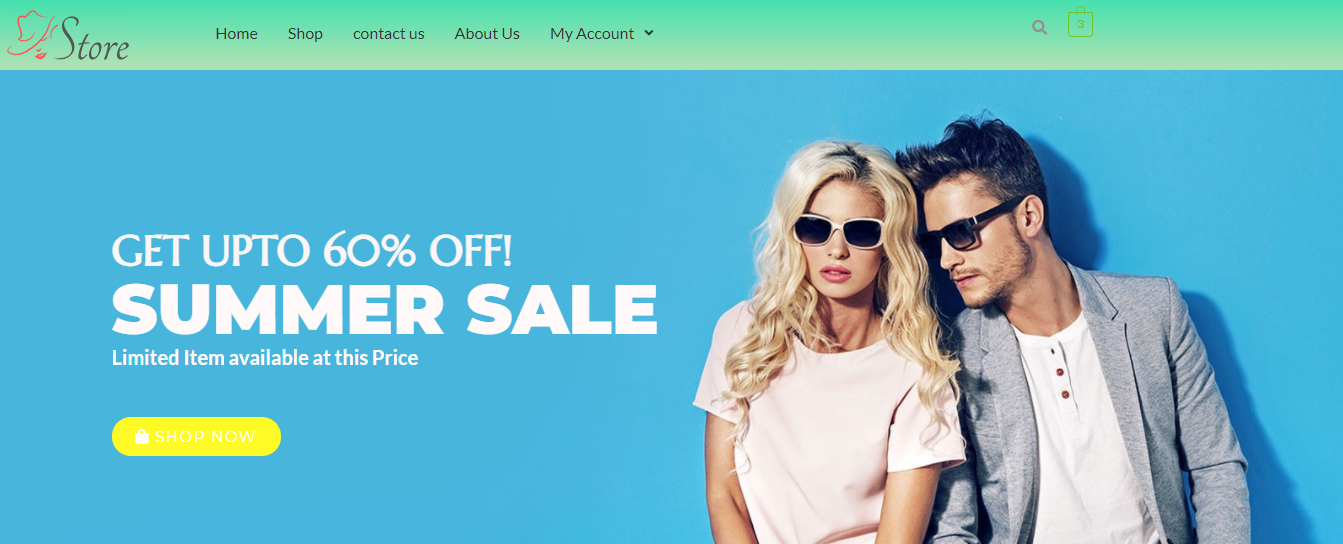 Store
Home
Shop
contact us
About Us
My Account
3
GET UPTO 60% OFF!
SUMMER SALE
Limited Item available at this Price
SHOP NOW